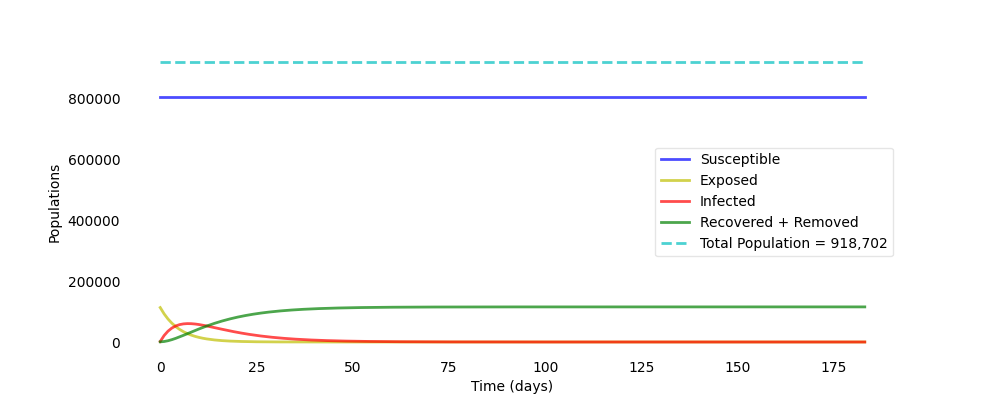 800000
600000
400000
200000
0
Populations
0 25 50 75 100 125 150 175
Time (days)
Susceptible
Exposed
Infected
Recovered + Removed
Total Population = 918,702